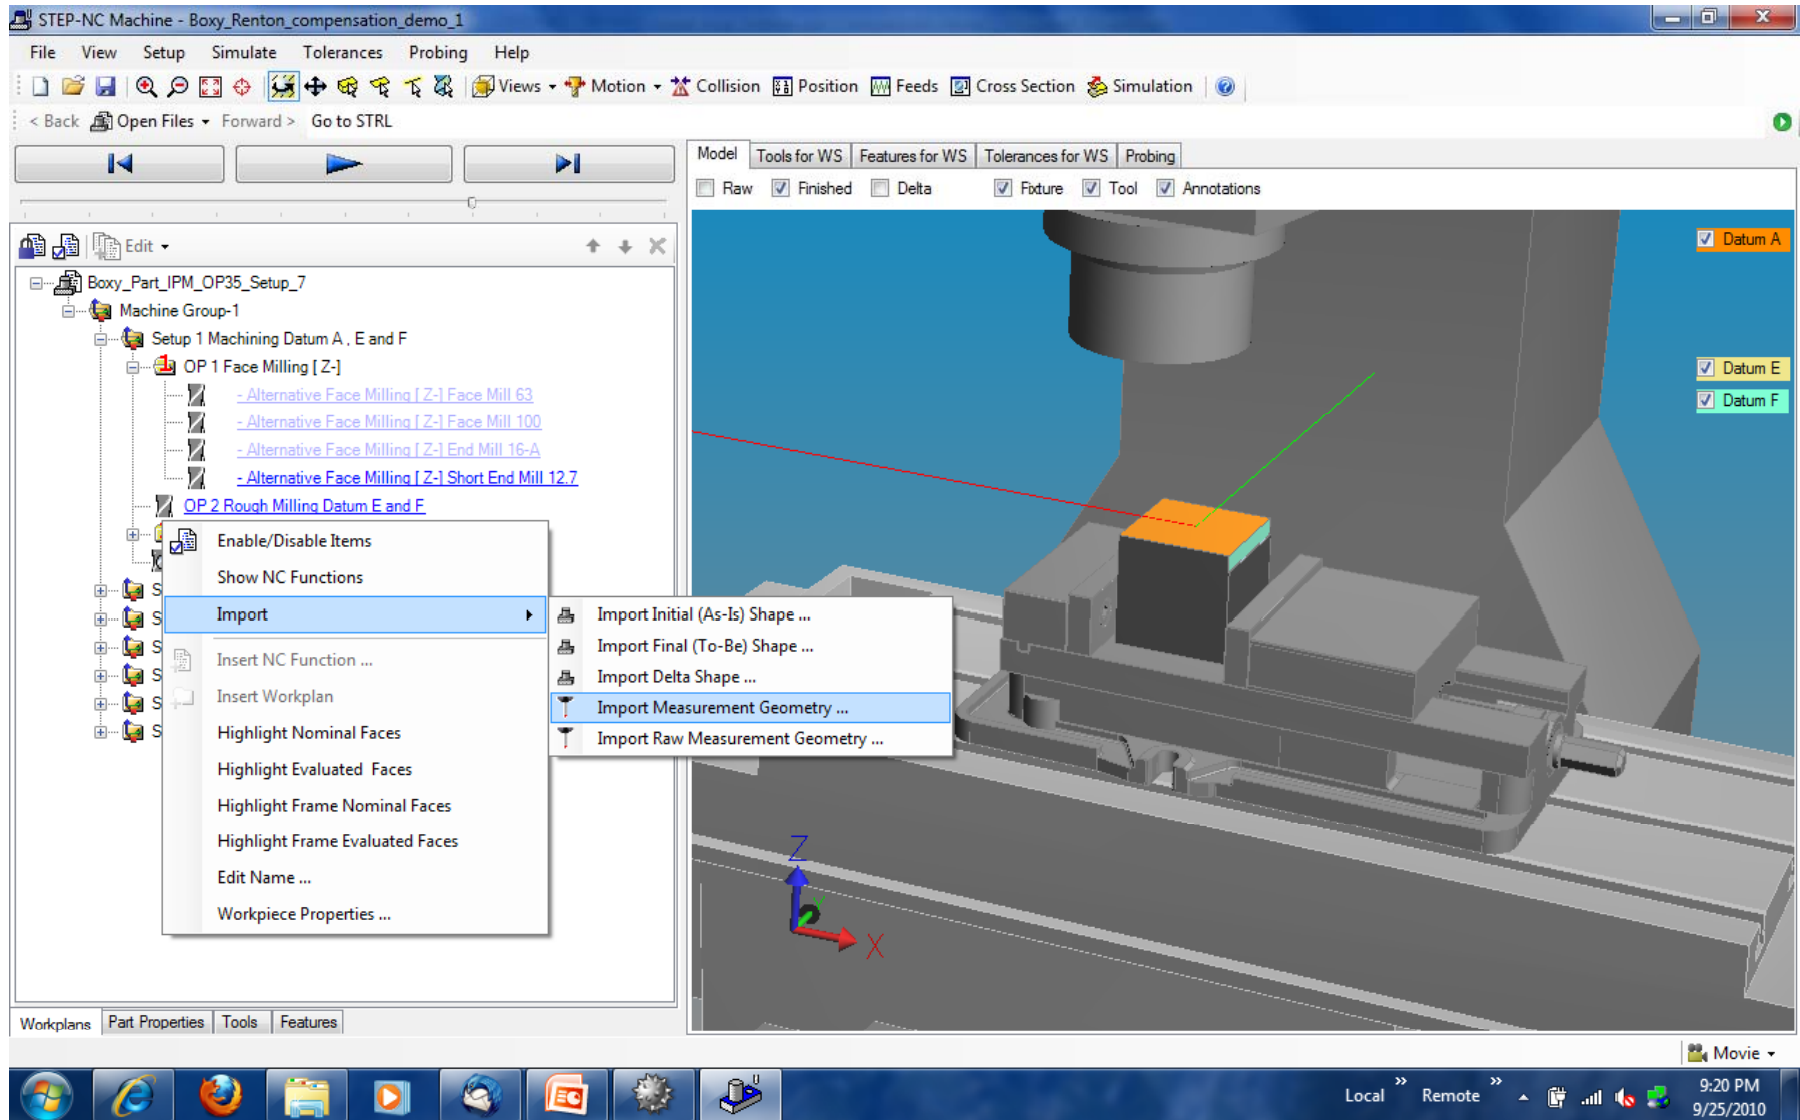 STEP-NC Machine - Boxy_Renton_compensation_demo_1
File View Setup Simulate Tolerances Probing Help
Views Motion Collision Position Feeds Cross Section Simulation
< Back Open Files Forward > Go to STRL
Model Tools for WS Features for WS Tolerances for WS Probing
Raw Finished Delta Fixture Tool Annotations
Edit
Boxy_Part_IPM_OP35_Setup_7
Machine Group-1
Setup 1 Machining Datum A , E and F
OP 1 Face Milling [ Z-]
- Alternative Face Milling [ Z-] Face Mill 63
- Alternative Face Milling [ Z-] Face Mill 100
- Alternative Face Milling [ Z-] End Mill 16-A
- Alternative Face Milling [ Z-] Short End Mill 12.7
OP 2 Rough Milling Datum E and F
S
S
S
S
S
S
Enable/Disable Items
Show NC Functions
Import
Insert NC Function ...
Insert Workplan
Highlight Nominal Faces
Highlight Evaluated Faces
Highlight Frame Nominal Faces
Highlight Frame Evaluated Faces
Edit Name ...
Workpiece Properties ...
Import Initial (As-Is) Shape ...
Import Final (To-Be) Shape ...
Import Delta Shape ...
Import Measurement Geometry ...
Import Raw Measurement Geometry ...
Datum A
Datum E
Datum F
Z
Y
X
Workplans Part Properties Tools Features
Movie
Local » Remote »
9:20 PM
9/25/2010